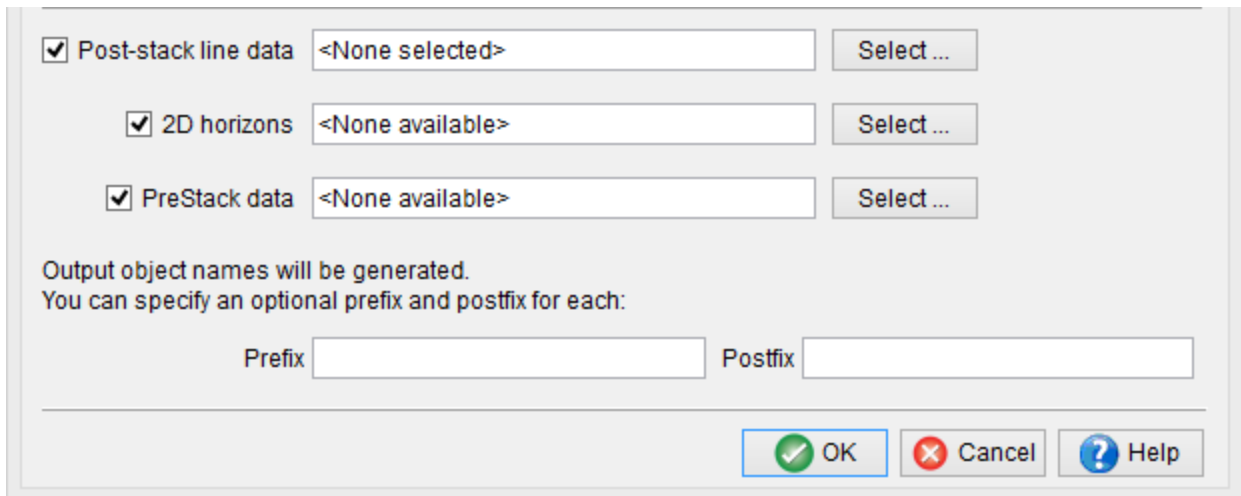 Post-stack line data <None selected> Select ...
2D horizons <None available> Select ...
PreStack data <None available> Select ...
Output object names will be generated.
You can specify an optional prefix and postfix for each:
Prefix Postfix
OK Cancel Help